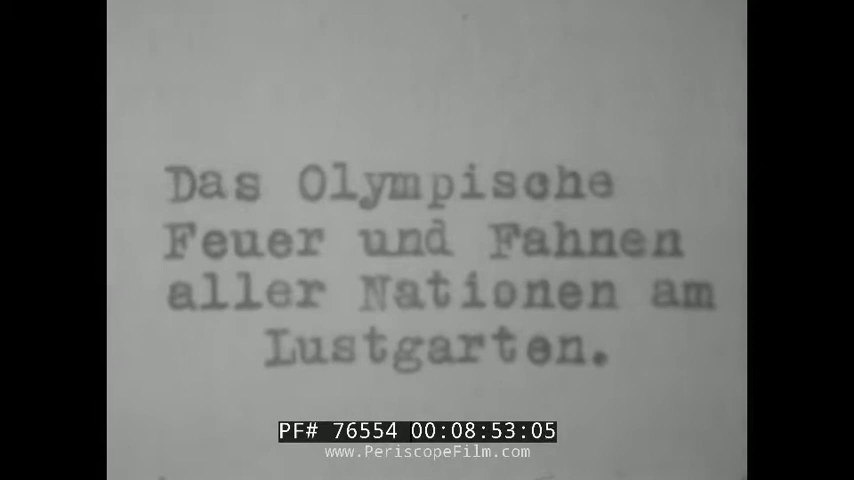 Das Olympische
Feuer und Fahnen
aller Nationen am
Lustgarten.
PF# 76554 00:08:53:05
www.PeriscopeFilm.com